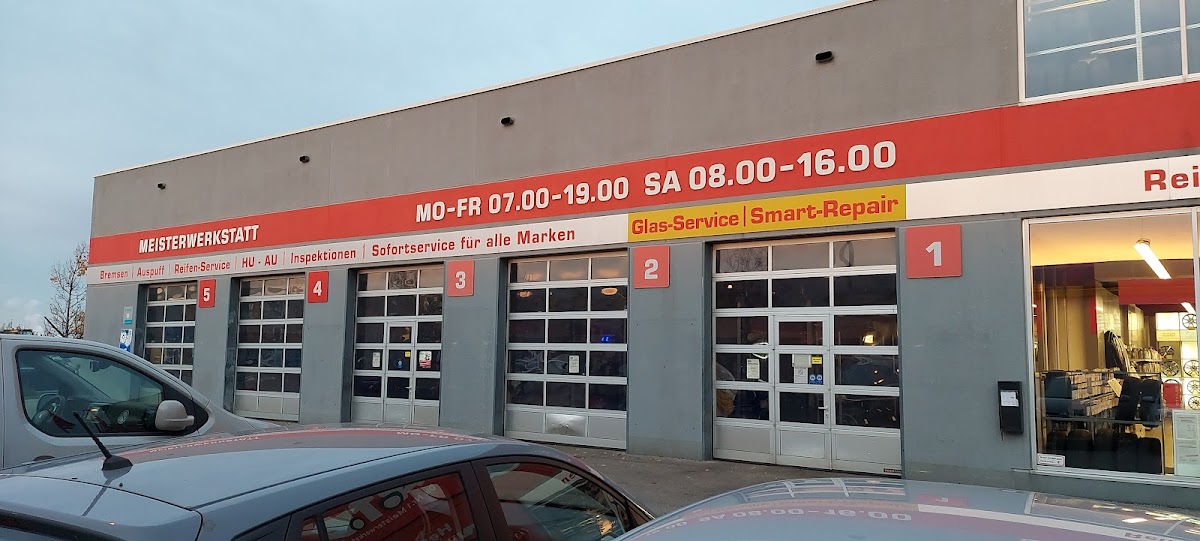 MEISTERWERKSTATT MO-FR 07.00-19.00 SA 08.00-16.00
Bremsen | Auspuff | Reifen-Service | HU - AU | Inspektionen | Sofortservice für alle Marken Glas-Service | Smart-Repair Rei
5 4 3 2 1